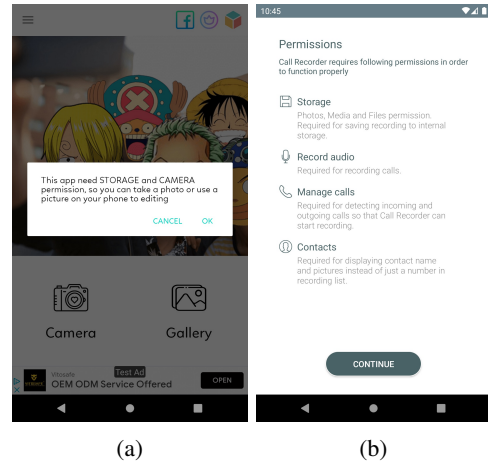 This app need STORAGE and CAMERA
permission, so you can take a photo or use a
picture on your phone to editing
CANCEL OK
Camera Gallery
Vitosafe
Test Ad
OEM ODM Service Offered
OPEN
(a)
10:45
Permissions
Call Recorder requires following permissions in order
to function properly
Storage
Photos, Media and Files permission.
Required for saving recording to internal
storage.
Record audio
Required for recording calls.
Manage calls
Required for detecting incoming and
outgoing calls so that Call Recorder can
start recording.
Contacts
Required for displaying contact name
and pictures instead of just a number in
recording list.
CONTINUE
(b)